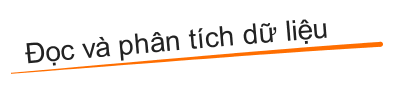 Đọc và phân tích dữ liệu